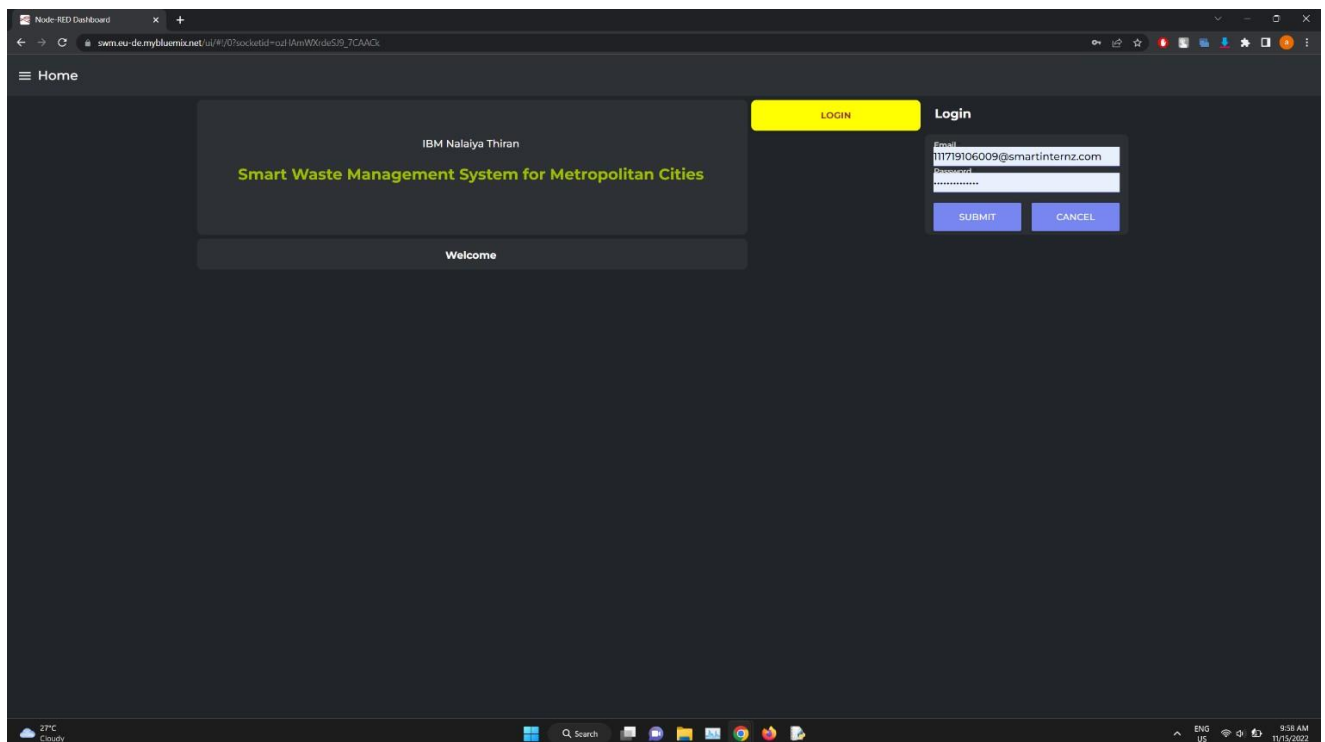 Node-RED Dashboard
swm.eu-de.mybluemix.net/ui/#!/0?socketid=
Home
IBM Nalaiya Thiran
Smart Waste Management System for Metropolitan Cities
Welcome
LOGIN
Login
Email
111719106009@smartinternz.com
Password
••••••••••••••
SUBMIT
CANCEL
27°C
Cloudy
Search
ENG
US
9:58 AM
11/15/2022